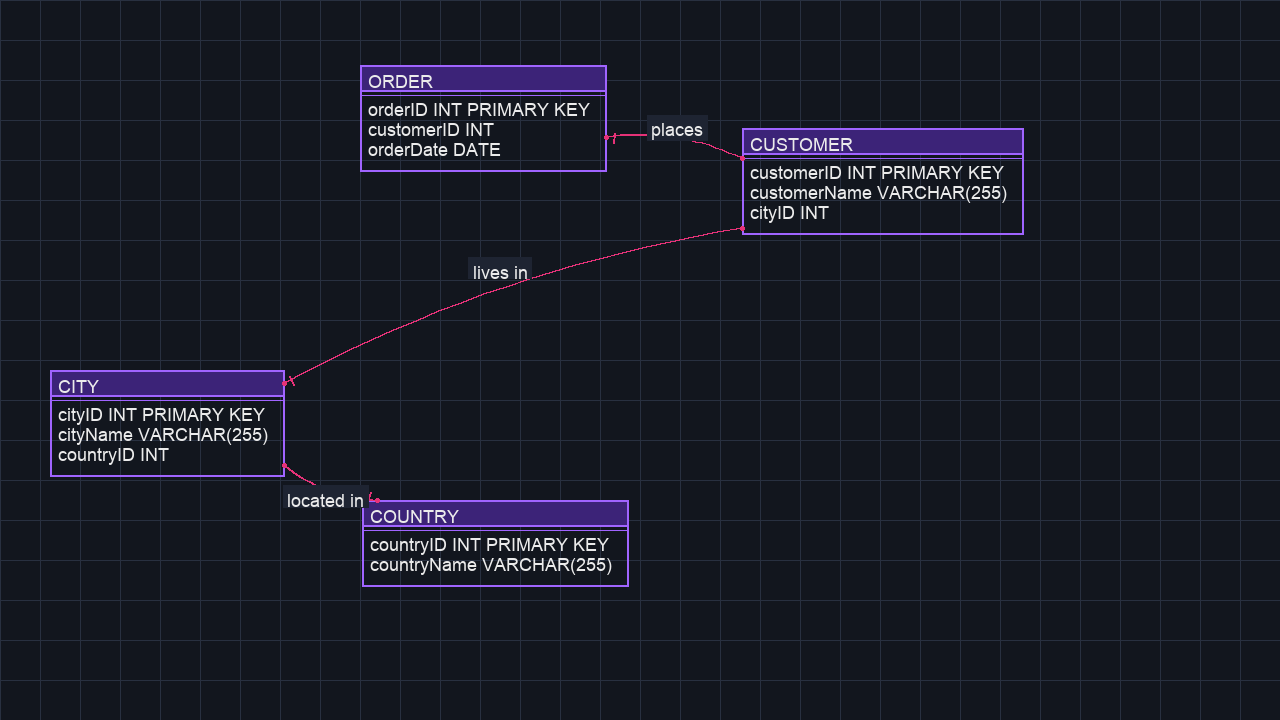 ORDER
orderID INT PRIMARY KEY
customerID INT
orderDate DATE
places
CUSTOMER
customerID INT PRIMARY KEY
customerName VARCHAR(255)
cityID INT
lives in
CITY
cityID INT PRIMARY KEY
cityName VARCHAR(255)
countryID INT
located in
COUNTRY
countryID INT PRIMARY KEY
countryName VARCHAR(255)